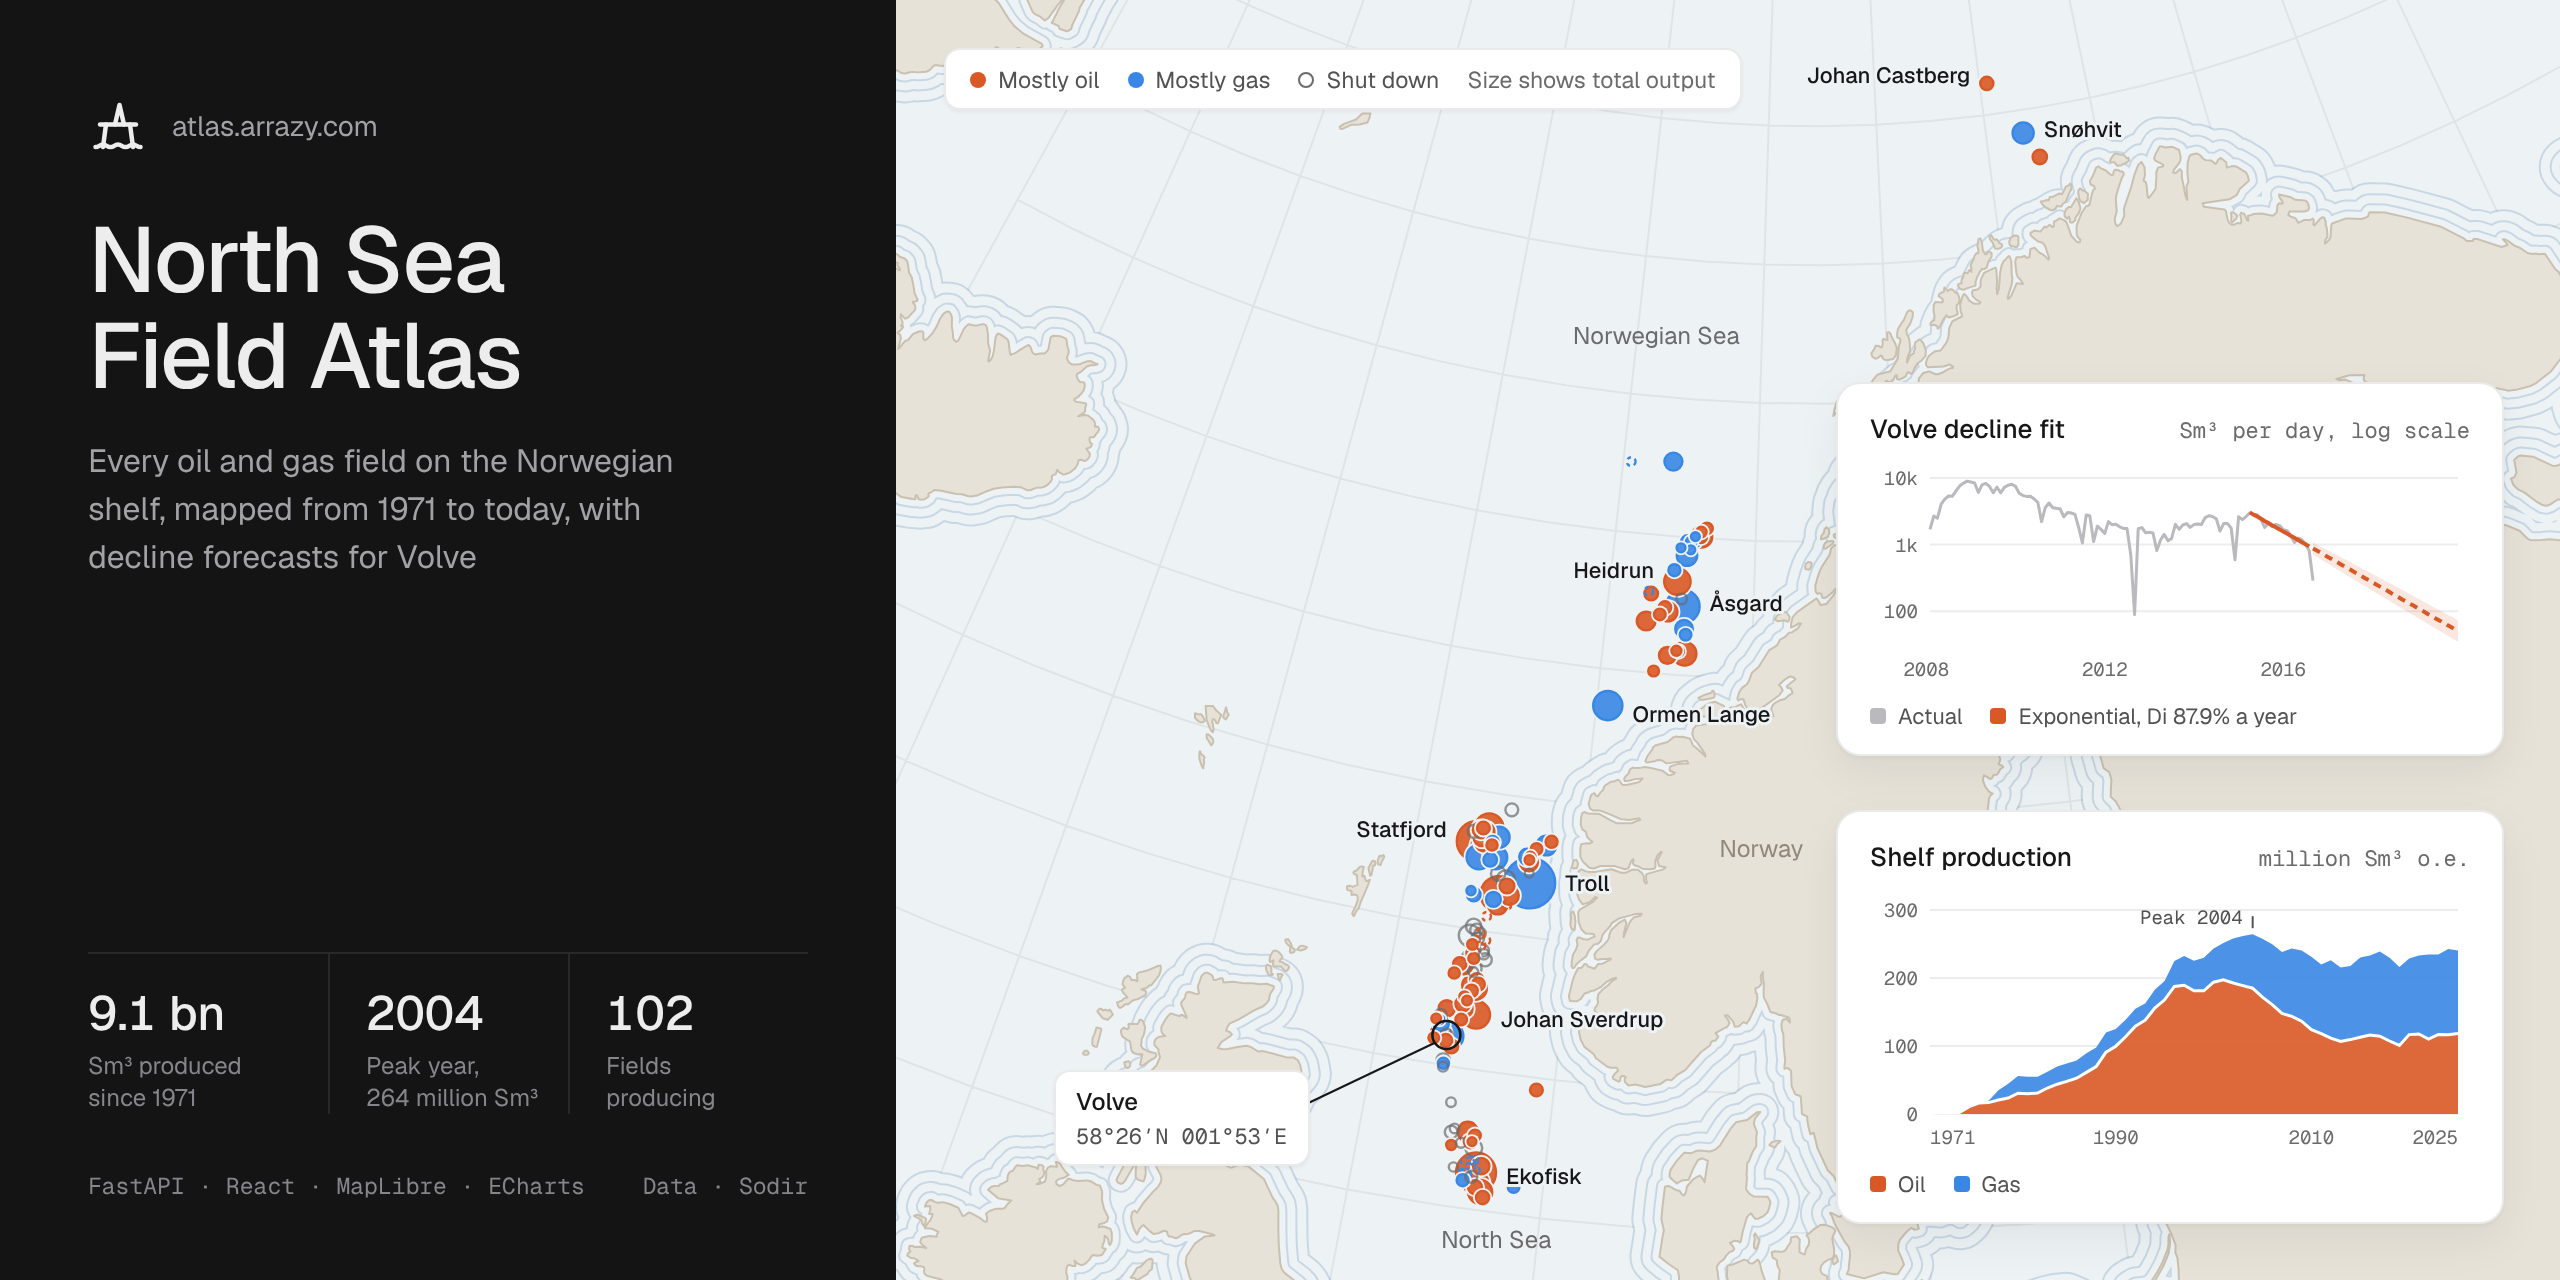 atlas.arrazy.com
North Sea
Field Atlas
Every oil and gas field on the Norwegian
shelf, mapped from 1971 to today, with
decline forecasts for Volve
9.1 bn
Sm³ produced
since 1971
2004
Peak year,
264 million Sm³
102
Fields
producing
FastAPI · React · MapLibre · ECharts
Data · Sodir
Mostly oil
Mostly gas
Shut down
Size shows total output
Johan Castberg
Snøhvit
Norwegian Sea
Heidrun
Åsgard
Ormen Lange
Statfjord
Norway
Troll
Johan Sverdrup
Volve
58°26′N 001°53′E
Ekofisk
North Sea
Volve decline fit
Sm³ per day, log scale
10k
1k
100
2008
2012
2016
Actual
Exponential, Di 87.9% a year
Shelf production
million Sm³ o.e.
300
Peak 2004
200
100
0
1971
1990
2010
2025
Oil
Gas